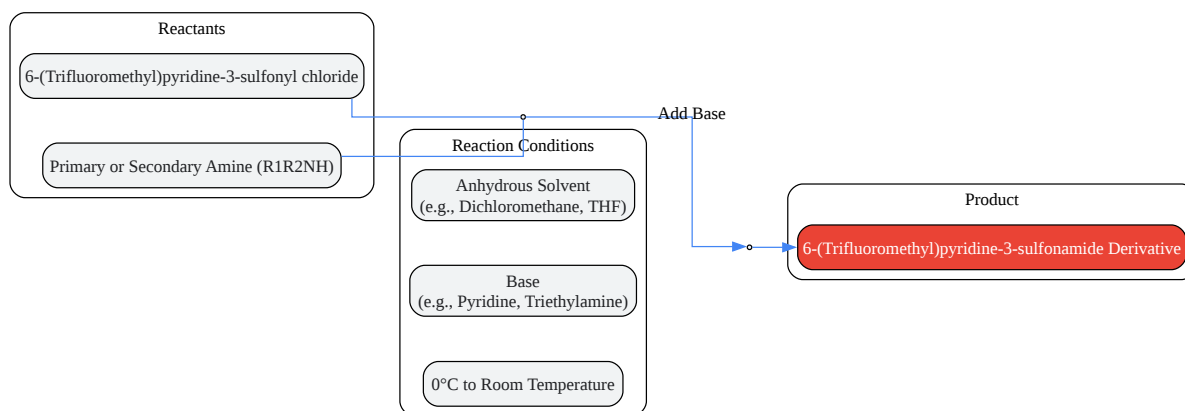 Reactants
6-(Trifluoromethyl)pyridine-3-sulfonyl chloride
Primary or Secondary Amine (R1R2NH)
Add Base
Reaction Conditions
Anhydrous Solvent
(e.g., Dichloromethane, THF)
Base
(e.g., Pyridine, Triethylamine)
0°C to Room Temperature
Product
6-(Trifluoromethyl)pyridine-3-sulfonamide Derivative